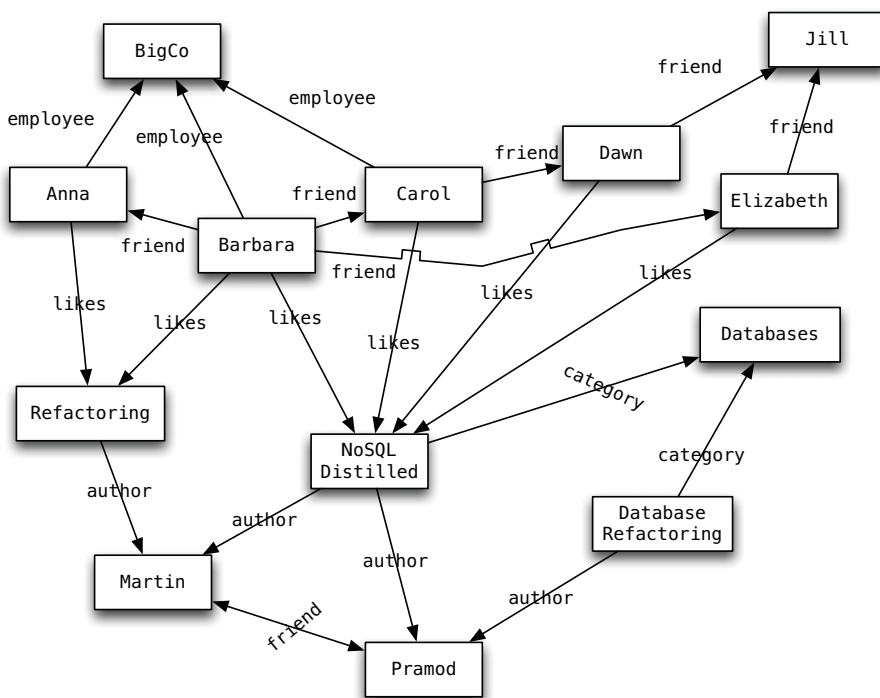 Jill
BigCo
friend
employee
employee
friend
employee
friend
Dawn
Anna
friend
Carol
Elizabeth
friend
Barbara
friend
likes
likes
likes
likes
likes
likes
Databases
category
Refactoring
NoSQL
Distilled
category
author
author
Database
Refactoring
author
Martin
author
friend
Pramod